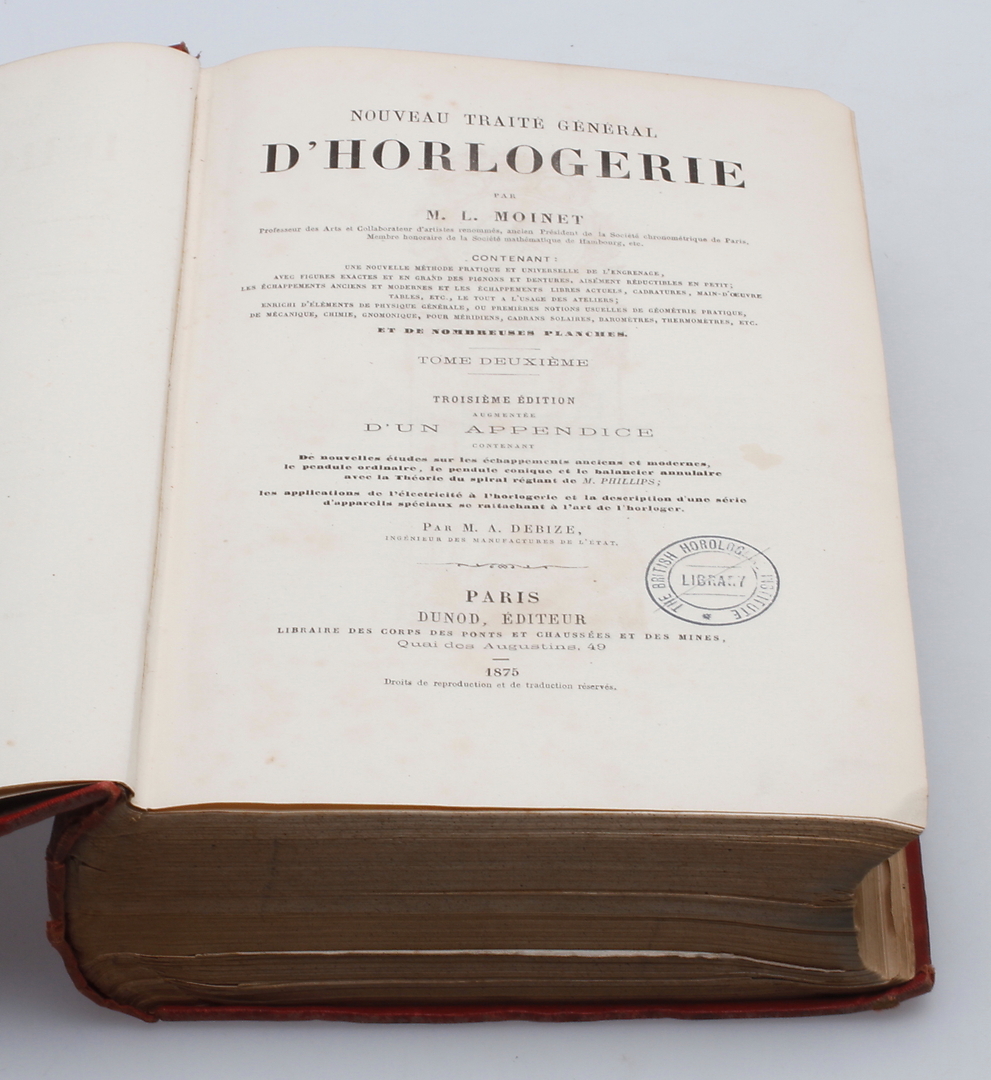 NOUVEAU TRAITÉ GÉNÉRAL
D'HORLOGERIE
PAR
M. L. MOINET
Professeur des Arts et Collaborateur d'artistes renommés, ancien Président de la Société chronométrique de Paris,
Membre honoraire de la Société mathématique de Hambourg, etc.
CONTENANT :
UNE NOUVELLE MÉTHODE PRATIQUE ET UNIVERSELLE DE L'ENGRENAGE,
AVEC FIGURES EXACTES ET EN GRAND DES PIGNONS ET DENTURES, AISÉMENT RÉDUCTIBLES EN PETIT;
LES ÉCHAPPEMENTS ANCIENS ET MODERNES ET LES ÉCHAPPEMENTS LIBRES ACTUELS, CADRATURES, MAIN-D'ŒUVRE
TABLES, ETC., LE TOUT A L'USAGE DES ATELIERS;
ENRICHI D'ÉLÉMENTS DE PHYSIQUE GÉNÉRALE, OU PREMIÈRES NOTIONS USUELLES DE GÉOMÉTRIE PRATIQUE,
DE MÉCANIQUE, CHIMIE, GNOMONIQUE, POUR MÉRIDIENS, CADRANS SOLAIRES, BAROMÈTRES, THERMOMÈTRES, ETC.
ET DE NOMBREUSES PLANCHES.
TOME DEUXIÈME
TROISIÈME ÉDITION
AUGMENTÉE
D'UN APPENDICE
CONTENANT
De nouvelles études sur les échappements anciens et modernes,
le pendule ordinaire, le pendule conique et le balancier annulaire
avec la Théorie du spiral réglant de M. PHILLIPS;
les applications de l'électricité à l'horlogerie et la description d'une série
d'appareils spéciaux se rattachant à l'art de l'horloger.
PAR M. A. DEBIZE,
INGÉNIEUR DES MANUFACTURES DE L'ÉTAT.
THE BRITISH HOROLOGICAL INSTITUTE
LIBRARY
PARIS
DUNOD, ÉDITEUR
LIBRAIRE DES CORPS DES PONTS ET CHAUSSÉES ET DES MINES,
Quai des Augustins, 49
1875
Droits de reproduction et de traduction réservés.